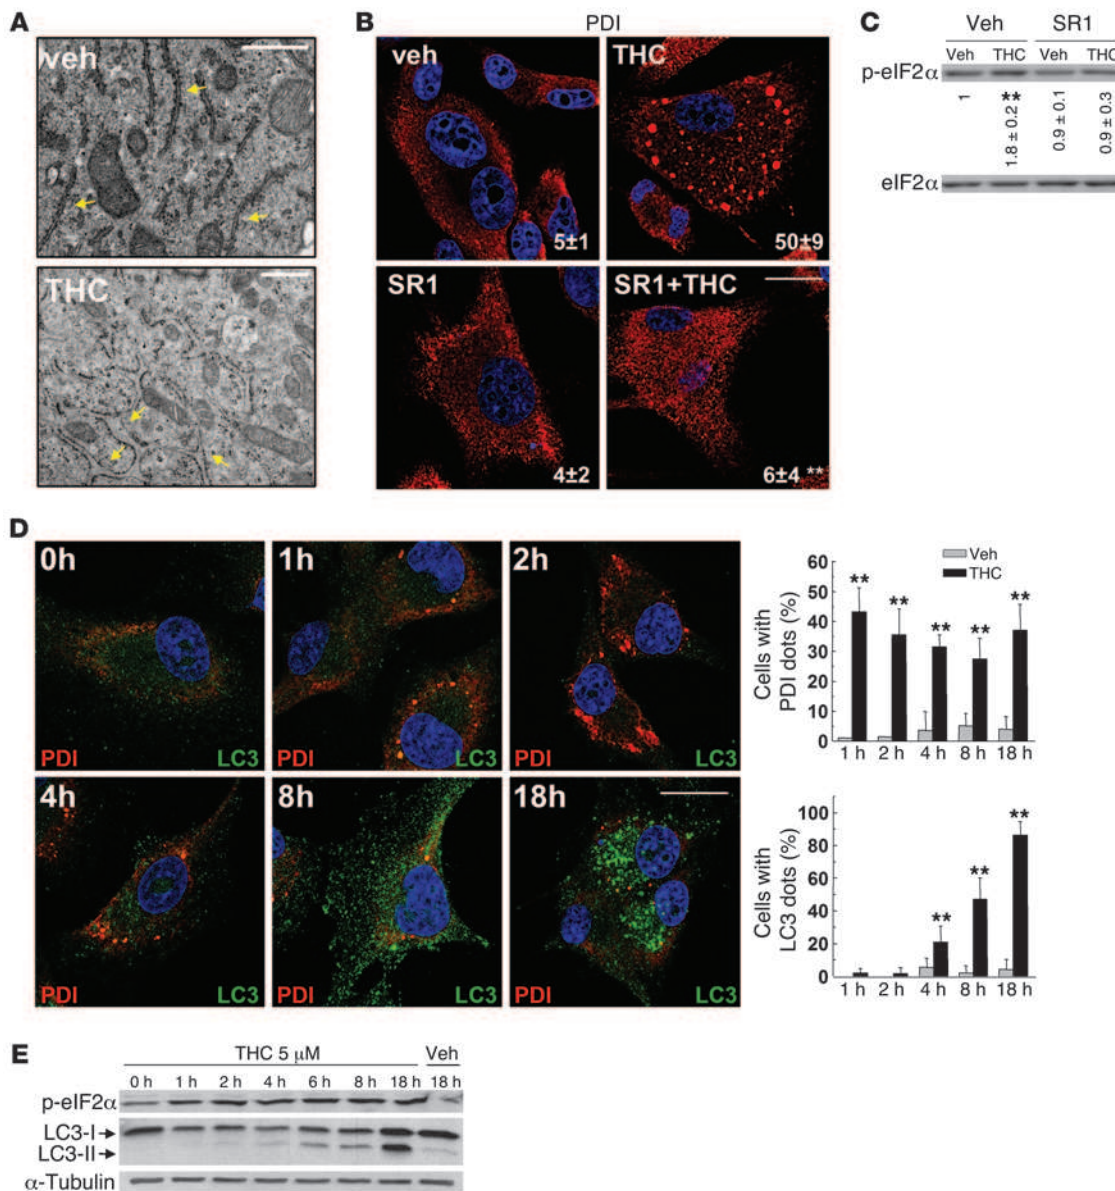 A
veh
THC
B
PDI
veh
THC
5±1
50±9
SR1
SR1+THC
4±2
6±4 **
C
Veh SR1
Veh THC Veh THC
p-eIF2α
1
1.8 ± 0.2**
0.9 ± 0.1
0.9 ± 0.3
eIF2α
D
0h
1h
2h
PDI LC3
PDI LC3
PDI LC3
4h
8h
18h
PDI LC3
PDI LC3
PDI LC3
Veh
THC
Cells with
PDI dots (%)
60
50
40
30
20
10
0
** ** ** ** **
1 h 2 h 4 h 8 h 18 h
Cells with
LC3 dots (%)
100
80
60
40
20
0
** ** **
1 h 2 h 4 h 8 h 18 h
E
THC 5 μM Veh
0 h 1 h 2 h 4 h 6 h 8 h 18 h 18 h
p-eIF2α
LC3-I
LC3-II
α-Tubulin